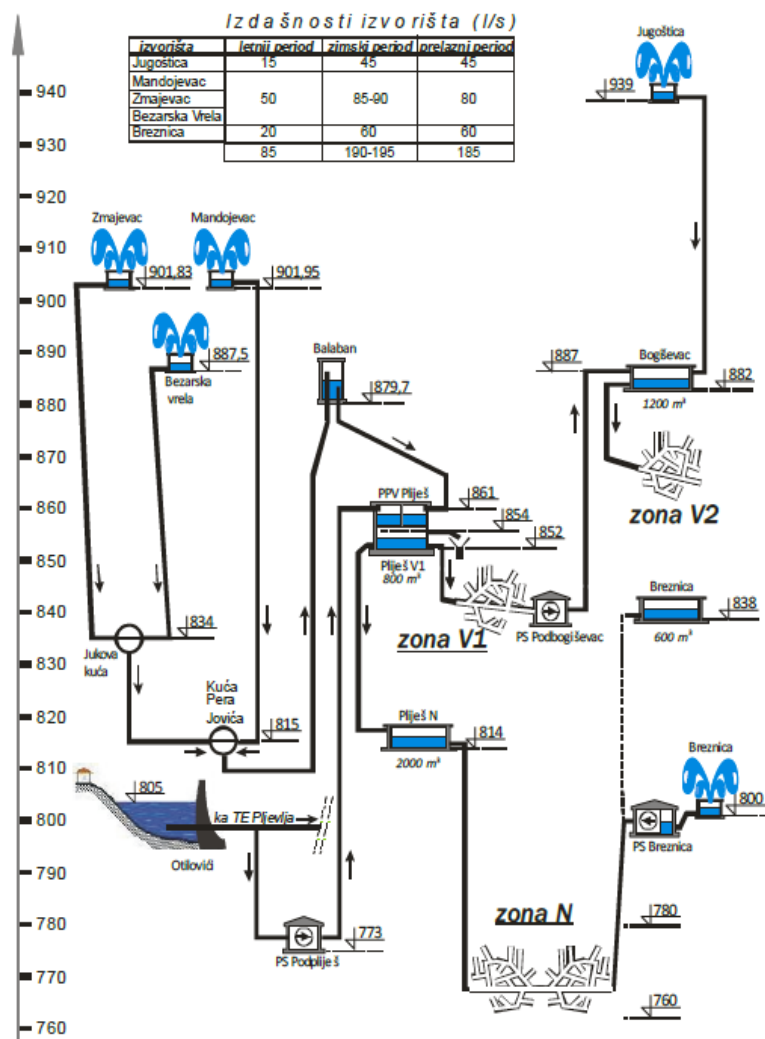 Izdašnosti izvorišta (l/s)
izvorišta letnji period zimski period prelazni period
Jugoštica 15 45 45
Mandojevac
Zmajevac 50 85-90 80
Bezarska Vrela
Breznica 20 60 60
85 190-195 185
Jugoštica
939
940
930
920
910
900
890
880
870
860
850
840
830
820
810
800
790
780
770
760
Zmajevac
901,83
Mandojevac
901,95
887,5
Bezarska
vrela
Balaban
879,7
887
Bogševac
882
1200 m³
zona V2
PPV Pliješ
861
854
852
Pliješ V1
800 m³
zona V1
PS Podbogiševac
Breznica
838
600 m³
834
Jukova
kuća
Kuća
Pera
Jovića
815
Pliješ N
814
2000 m³
805
ka TE Pljevlja
Otilovići
Breznica
800
PS Breznica
773
PS Podpliješ
zona N
780
760